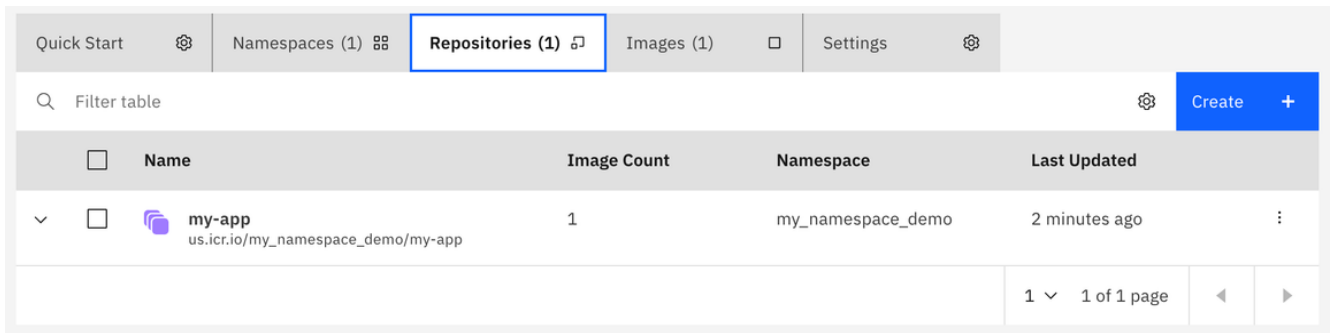 Quick Start Namespaces (1) Repositories (1) Images (1) Settings
Filter table Create +
Name Image Count Namespace Last Updated
my-app 1 my_namespace_demo 2 minutes ago
us.icr.io/my_namespace_demo/my-app
1 1 of 1 page